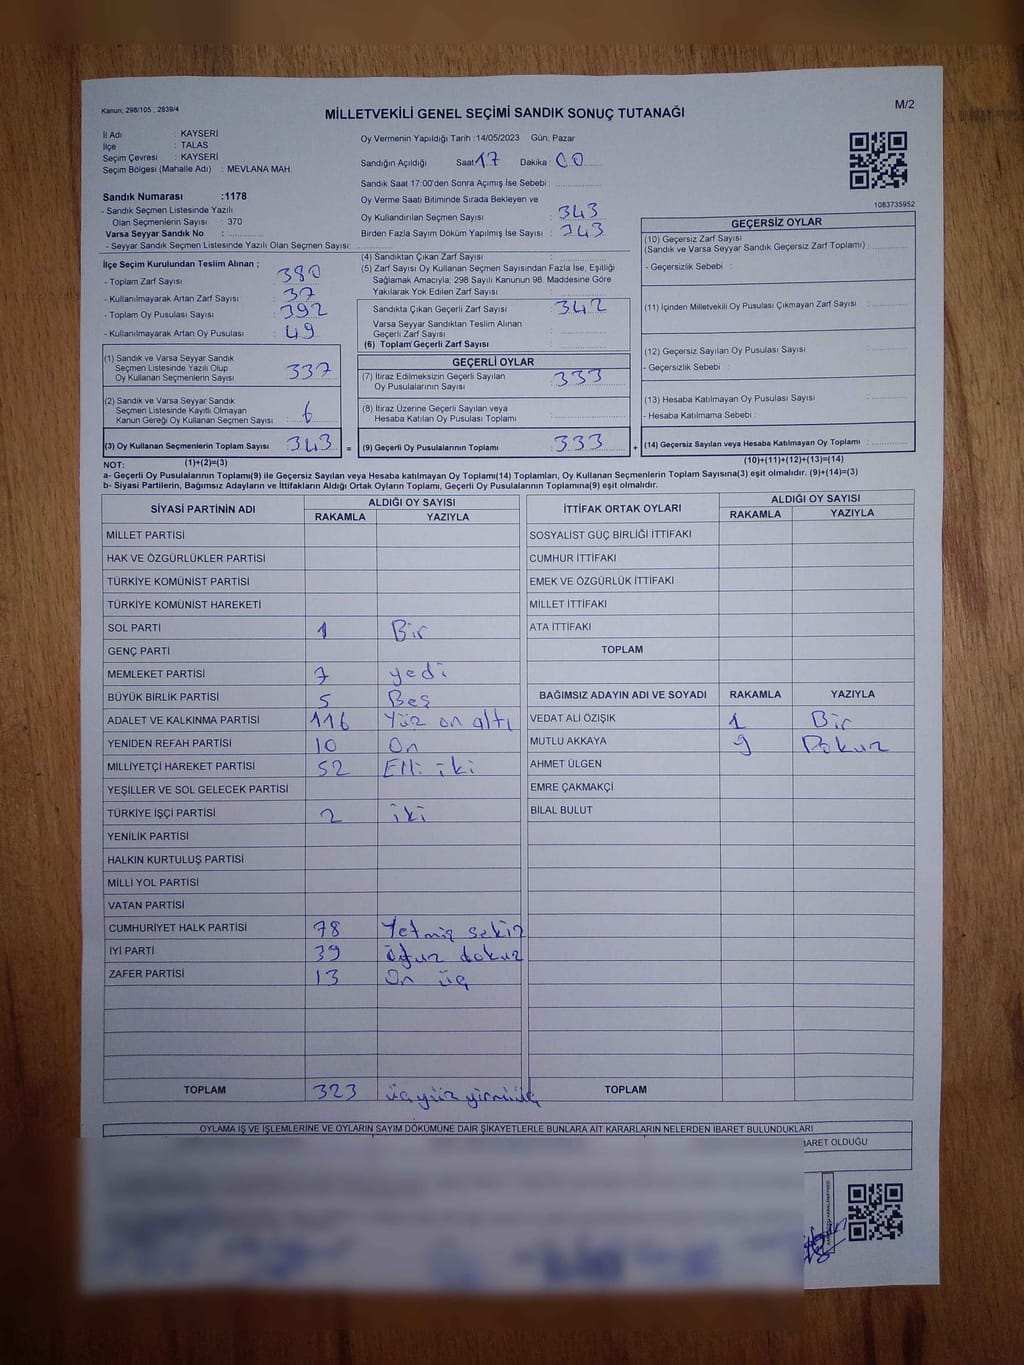 Kanun; 298/105 , 2839/4
MİLLETVEKİLİ GENEL SEÇİMİ SANDIK SONUÇ TUTANAĞI
M/2
İl Adı : KAYSERİ
İlçe : TALAS
Seçim Çevresi : KAYSERİ
Seçim Bölgesi (Mahalle Adı) : MEVLANA MAH.
Sandık Numarası :1178
- Sandık Seçmen Listesinde Yazılı
Olan Seçmenlerin Sayısı : 370
Varsa Seyyar Sandık No :
- Seyyar Sandık Seçmen Listesinde Yazılı Olan Seçmen Sayısı:
Oy Vermenin Yapıldığı Tarih :14/05/2023 Gün: Pazar
Sandığın Açıldığı Saat 17 Dakika : 00
Sandık Saat 17:00'den Sonra Açımış İse Sebebi :
Oy Verme Saati Bitiminde Sırada Bekleyen ve
Oy Kullandırılan Seçmen Sayısı : 343
Birden Fazla Sayım Döküm Yapılmış İse Sayısı : 343
1083735952
İlçe Seçim Kurulundan Teslim Alınan ;
- Toplam Zarf Sayısı : 380
- Kullanılmayarak Artan Zarf Sayısı : 37
- Toplam Oy Pusulası Sayısı : 392
- Kullanılmayarak Artan Oy Pusulası : 49
(1) Sandık ve Varsa Seyyar Sandık
Seçmen Listesinde Yazılı Olup
Oy Kullanan Seçmenlerin Sayısı : 337
(2) Sandık ve Varsa Seyyar Sandık
Seçmen Listesinde Kayıtlı Olmayan
Kanun Gereği Oy Kullanan Seçmen Sayısı : 6
(3) Oy Kullanan Seçmenlerin Toplam Sayısı : 343 =
(4) Sandıktan Çıkan Zarf Sayısı :
(5) Zarf Sayısı Oy Kullanan Seçmen Sayısından Fazla İse, Eşitliği
Sağlamak Amacıyla; 298 Sayılı Kanunun 98. Maddesine Göre
Yakılarak Yok Edilen Zarf Sayısı :
Sandıkta Çıkan Geçerli Zarf Sayısı : 342
Varsa Seyyar Sandıktan Teslim Alınan
Geçerli Zarf Sayısı :
(6) Toplam Geçerli Zarf Sayısı :
GEÇERLİ OYLAR
(7) İtiraz Edilmeksizin Geçerli Sayılan
Oy Pusulalarının Sayısı : 333
(8) İtiraz Üzerine Geçerli Sayılan veya
Hesaba Katılan Oy Pusulası Toplamı :
(9) Geçerli Oy Pusulalarının Toplamı : 333 +
GEÇERSİZ OYLAR
(10) Geçersiz Zarf Sayısı
(Sandık ve Varsa Seyyar Sandık Geçersiz Zarf Toplamı) :
- Geçersizlik Sebebi :
(11) İçinden Milletvekili Oy Pusulası Çıkmayan Zarf Sayısı :
(12) Geçersiz Sayılan Oy Pusulası Sayısı :
- Geçersizlik Sebebi :
(13) Hesaba Katılmayan Oy Pusulası Sayısı :
- Hesaba Katılmama Sebebi :
(14) Geçersiz Sayılan veya Hesaba Katılmayan Oy Toplamı :
NOT: (1)+(2)=(3) (10)+(11)+(12)+(13)=(14)
a- Geçerli Oy Pusulalarının Toplamı(9) ile Geçersiz Sayılan veya Hesaba katılmayan Oy Toplamı(14) Toplamları, Oy Kullanan Seçmenlerin Toplam Sayısına(3) eşit olmalıdır. (9)+(14)=(3)
b- Siyasi Partilerin, Bağımsız Adayların ve İttifakların Aldığı Ortak Oyların Toplamı, Geçerli Oy Pusulalarının Toplamına(9) eşit olmalıdır.
SİYASİ PARTİNİN ADI ALDIĞI OY SAYISI
RAKAMLA YAZIYLA
MİLLET PARTİSİ
HAK VE ÖZGÜRLÜKLER PARTİSİ
TÜRKİYE KOMÜNİST PARTİSİ
TÜRKİYE KOMÜNİST HAREKETİ
SOL PARTİ 1 Bir
GENÇ PARTİ
MEMLEKET PARTİSİ 7 yedi
BÜYÜK BİRLİK PARTİSİ 5 Beş
ADALET VE KALKINMA PARTİSİ 116 Yüz on altı
YENİDEN REFAH PARTİSİ 10 On
MİLLİYETÇİ HAREKET PARTİSİ 52 Elli iki
YEŞİLLER VE SOL GELECEK PARTİSİ
TÜRKİYE İŞÇİ PARTİSİ 2 iki
YENİLİK PARTİSİ
HALKIN KURTULUŞ PARTİSİ
MİLLİ YOL PARTİSİ
VATAN PARTİSİ
CUMHURİYET HALK PARTİSİ 78 Yetmiş sekiz
İYİ PARTİ 39 otuz dokuz
ZAFER PARTİSİ 13 On üç
TOPLAM 323 üç yüz yirmi üç
İTTİFAK ORTAK OYLARI ALDIĞI OY SAYISI
RAKAMLA YAZIYLA
SOSYALİST GÜÇ BİRLİĞİ İTTİFAKI
CUMHUR İTTİFAKI
EMEK VE ÖZGÜRLÜK İTTİFAKI
MİLLET İTTİFAKI
ATA İTTİFAKI
TOPLAM
BAĞIMSIZ ADAYIN ADI VE SOYADI RAKAMLA YAZIYLA
VEDAT ALİ ÖZIŞIK 1 Bir
MUTLU AKKAYA 9 Dokuz
AHMET ÜLGEN
EMRE ÇAKMAKÇİ
BİLAL BULUT
TOPLAM
OYLAMA İŞ VE İŞLEMLERİNE VE OYLARIN SAYIM DÖKÜMÜNE DAİR ŞİKAYETLERLE BUNLARA AİT KARARLARIN NELERDEN İBARET BULUNDUKLARI
BARET OLDUĞU